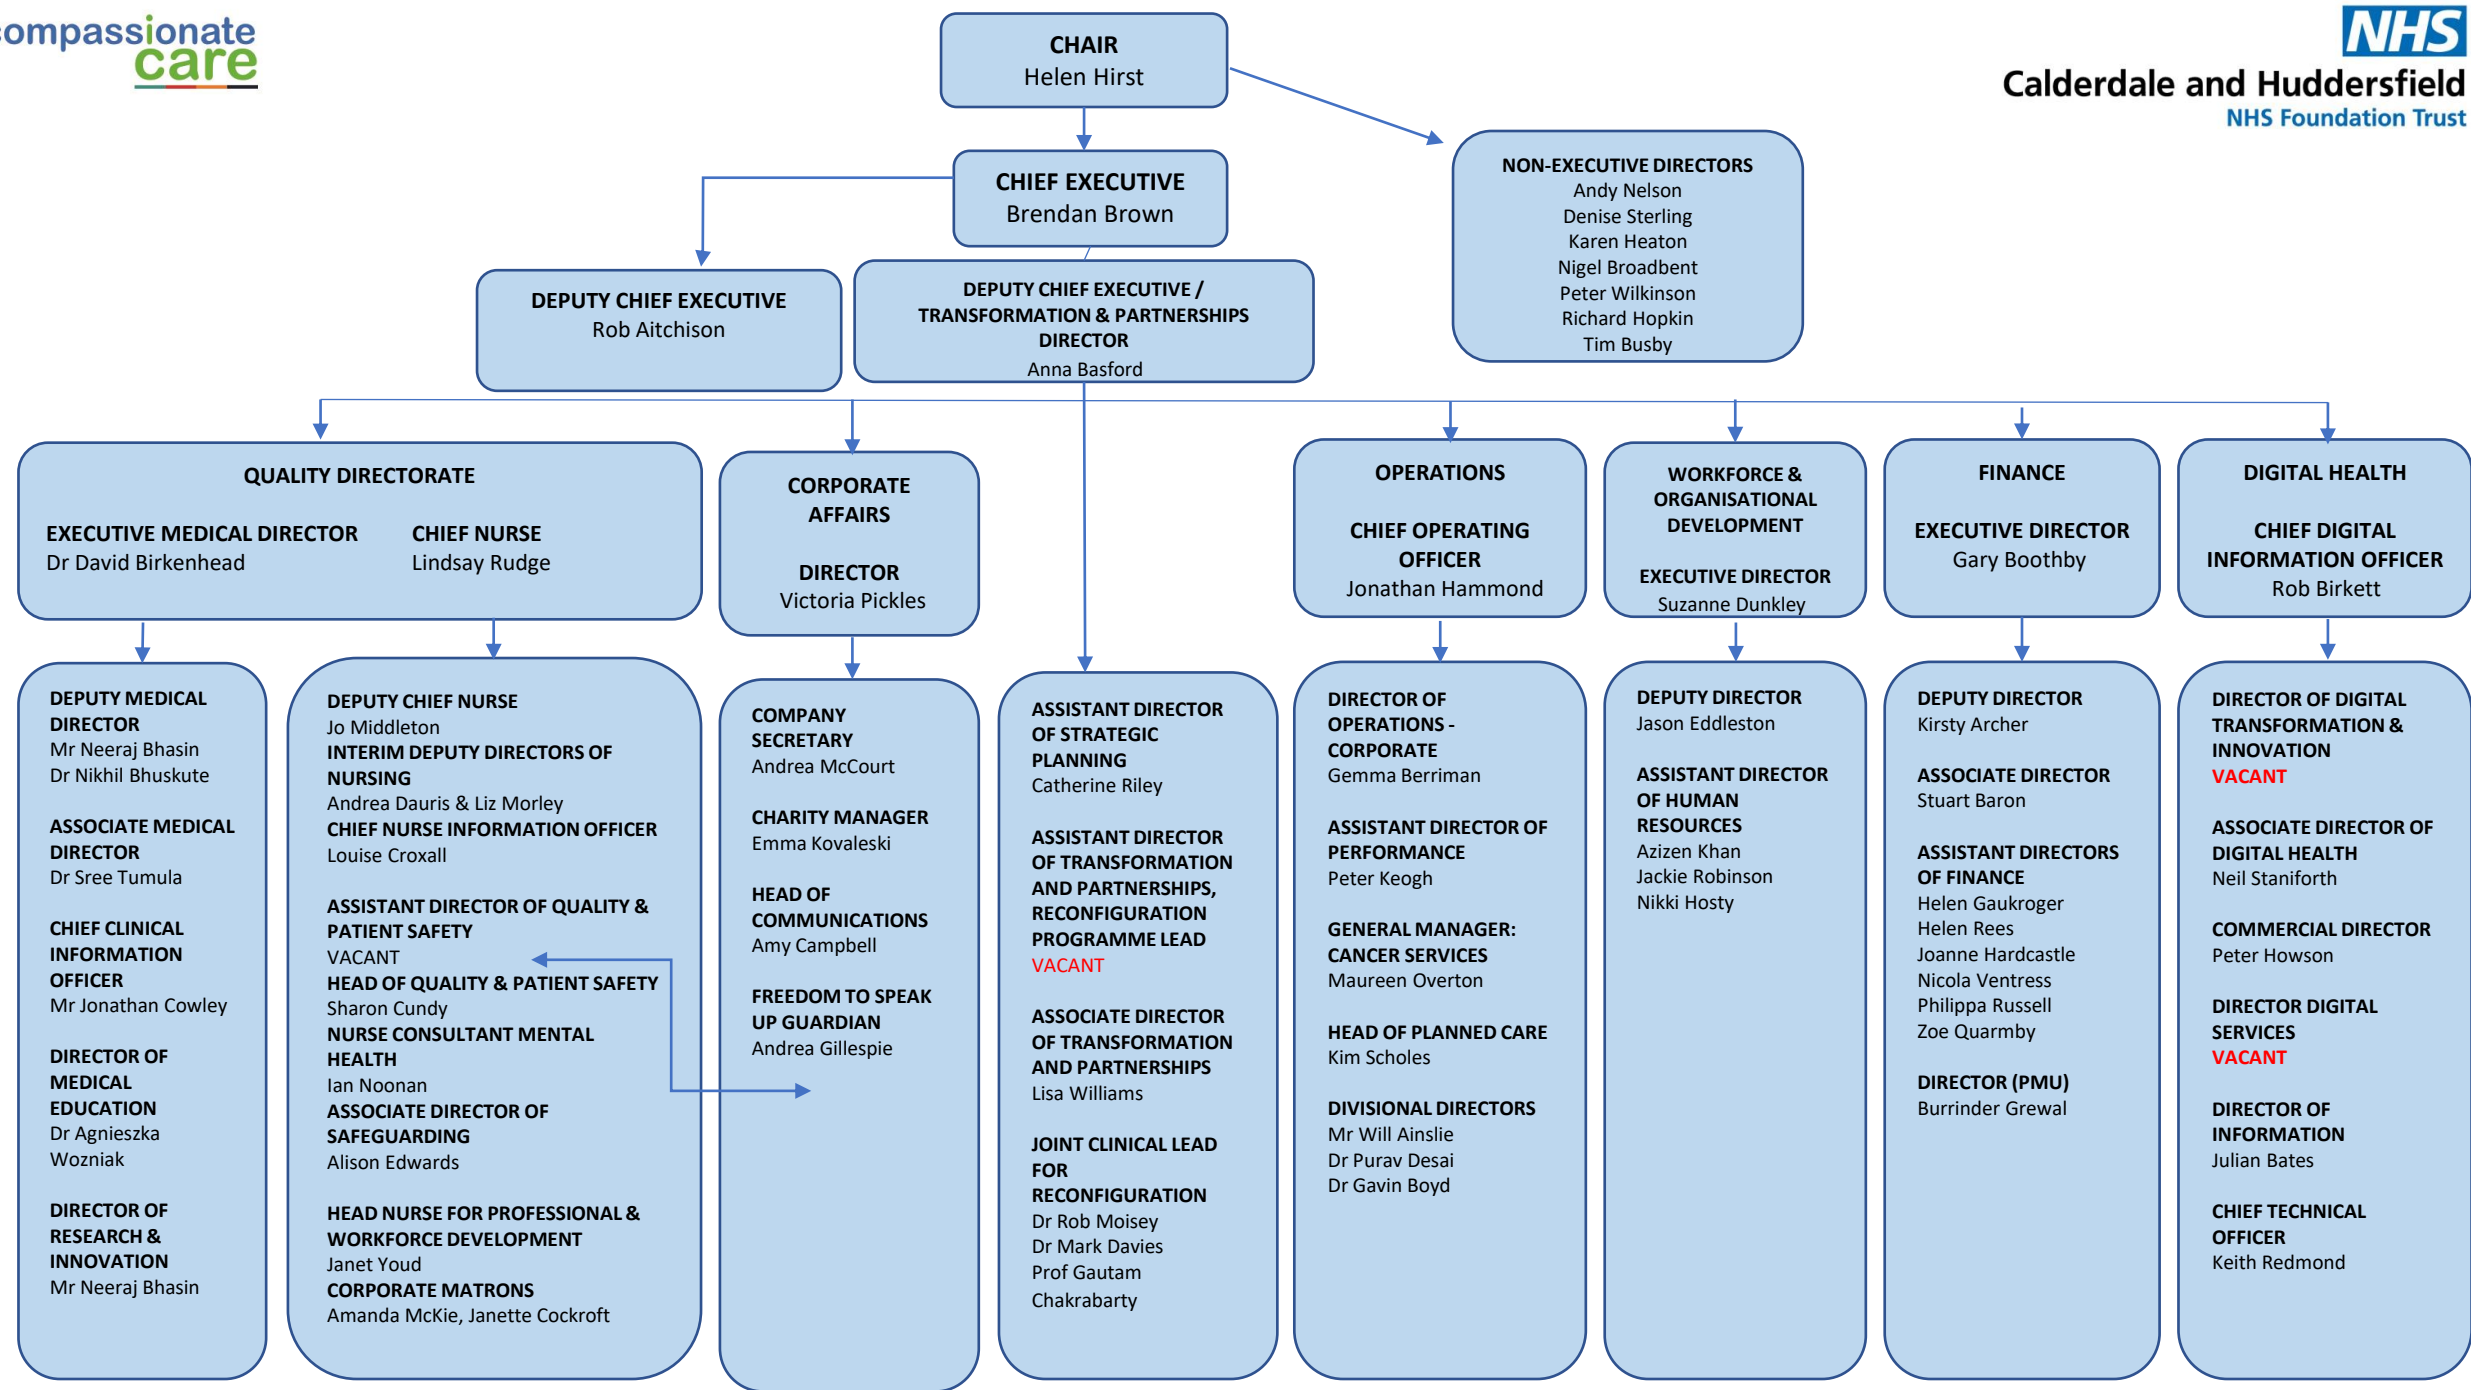 compassionate
care
NHS
Calderdale and Huddersfield
NHS Foundation Trust
CHAIR
Helen Hirst
CHIEF EXECUTIVE
Brendan Brown
NON-EXECUTIVE DIRECTORS
Andy Nelson
Denise Sterling
Karen Heaton
Nigel Broadbent
Peter Wilkinson
Richard Hopkin
Tim Busby
DEPUTY CHIEF EXECUTIVE
Rob Aitchison
DEPUTY CHIEF EXECUTIVE /
TRANSFORMATION & PARTNERSHIPS
DIRECTOR
Anna Basford
QUALITY DIRECTORATE
EXECUTIVE MEDICAL DIRECTOR
Dr David Birkenhead
CHIEF NURSE
Lindsay Rudge
CORPORATE
AFFAIRS
DIRECTOR
Victoria Pickles
OPERATIONS
CHIEF OPERATING
OFFICER
Jonathan Hammond
WORKFORCE &
ORGANISATIONAL
DEVELOPMENT
EXECUTIVE DIRECTOR
Suzanne Dunkley
FINANCE
EXECUTIVE DIRECTOR
Gary Boothby
DIGITAL HEALTH
CHIEF DIGITAL
INFORMATION OFFICER
Rob Birkett
DEPUTY MEDICAL
DIRECTOR
Mr Neeraj Bhasin
Dr Nikhil Bhuskute
ASSOCIATE MEDICAL
DIRECTOR
Dr Sree Tumula
CHIEF CLINICAL
INFORMATION
OFFICER
Mr Jonathan Cowley
DIRECTOR OF
MEDICAL
EDUCATION
Dr Agnieszka
Wozniak
DIRECTOR OF
RESEARCH &
INNOVATION
Mr Neeraj Bhasin
DEPUTY CHIEF NURSE
Jo Middleton
INTERIM DEPUTY DIRECTORS OF
NURSING
Andrea Dauris & Liz Morley
CHIEF NURSE INFORMATION OFFICER
Louise Croxall
ASSISTANT DIRECTOR OF QUALITY &
PATIENT SAFETY
VACANT
HEAD OF QUALITY & PATIENT SAFETY
Sharon Cundy
NURSE CONSULTANT MENTAL
HEALTH
Ian Noonan
ASSOCIATE DIRECTOR OF
SAFEGUARDING
Alison Edwards
HEAD NURSE FOR PROFESSIONAL &
WORKFORCE DEVELOPMENT
Janet Youd
CORPORATE MATRONS
Amanda McKie, Janette Cockroft
COMPANY
SECRETARY
Andrea McCourt
CHARITY MANAGER
Emma Kovaleski
HEAD OF
COMMUNICATIONS
Amy Campbell
FREEDOM TO SPEAK
UP GUARDIAN
Andrea Gillespie
ASSISTANT DIRECTOR
OF STRATEGIC
PLANNING
Catherine Riley
ASSISTANT DIRECTOR
OF TRANSFORMATION
AND PARTNERSHIPS,
RECONFIGURATION
PROGRAMME LEAD
VACANT
ASSOCIATE DIRECTOR
OF TRANSFORMATION
AND PARTNERSHIPS
Lisa Williams
JOINT CLINICAL LEAD
FOR
RECONFIGURATION
Dr Rob Moisey
Dr Mark Davies
Prof Gautam
Chakrabarty
DIRECTOR OF
OPERATIONS -
CORPORATE
Gemma Berriman
ASSISTANT DIRECTOR OF
PERFORMANCE
Peter Keogh
GENERAL MANAGER:
CANCER SERVICES
Maureen Overton
HEAD OF PLANNED CARE
Kim Scholes
DIVISIONAL DIRECTORS
Mr Will Ainslie
Dr Purav Desai
Dr Gavin Boyd
DEPUTY DIRECTOR
Jason Eddleston
ASSISTANT DIRECTOR
OF HUMAN
RESOURCES
Azizen Khan
Jackie Robinson
Nikki Hosty
DEPUTY DIRECTOR
Kirsty Archer
ASSOCIATE DIRECTOR
Stuart Baron
ASSISTANT DIRECTORS
OF FINANCE
Helen Gaukroger
Helen Rees
Joanne Hardcastle
Nicola Ventress
Philippa Russell
Zoe Quarmby
DIRECTOR (PMU)
Burrinder Grewal
DIRECTOR OF DIGITAL
TRANSFORMATION &
INNOVATION
VACANT
ASSOCIATE DIRECTOR OF
DIGITAL HEALTH
Neil Staniforth
COMMERCIAL DIRECTOR
Peter Howson
DIRECTOR DIGITAL
SERVICES
VACANT
DIRECTOR OF
INFORMATION
Julian Bates
CHIEF TECHNICAL
OFFICER
Keith Redmond